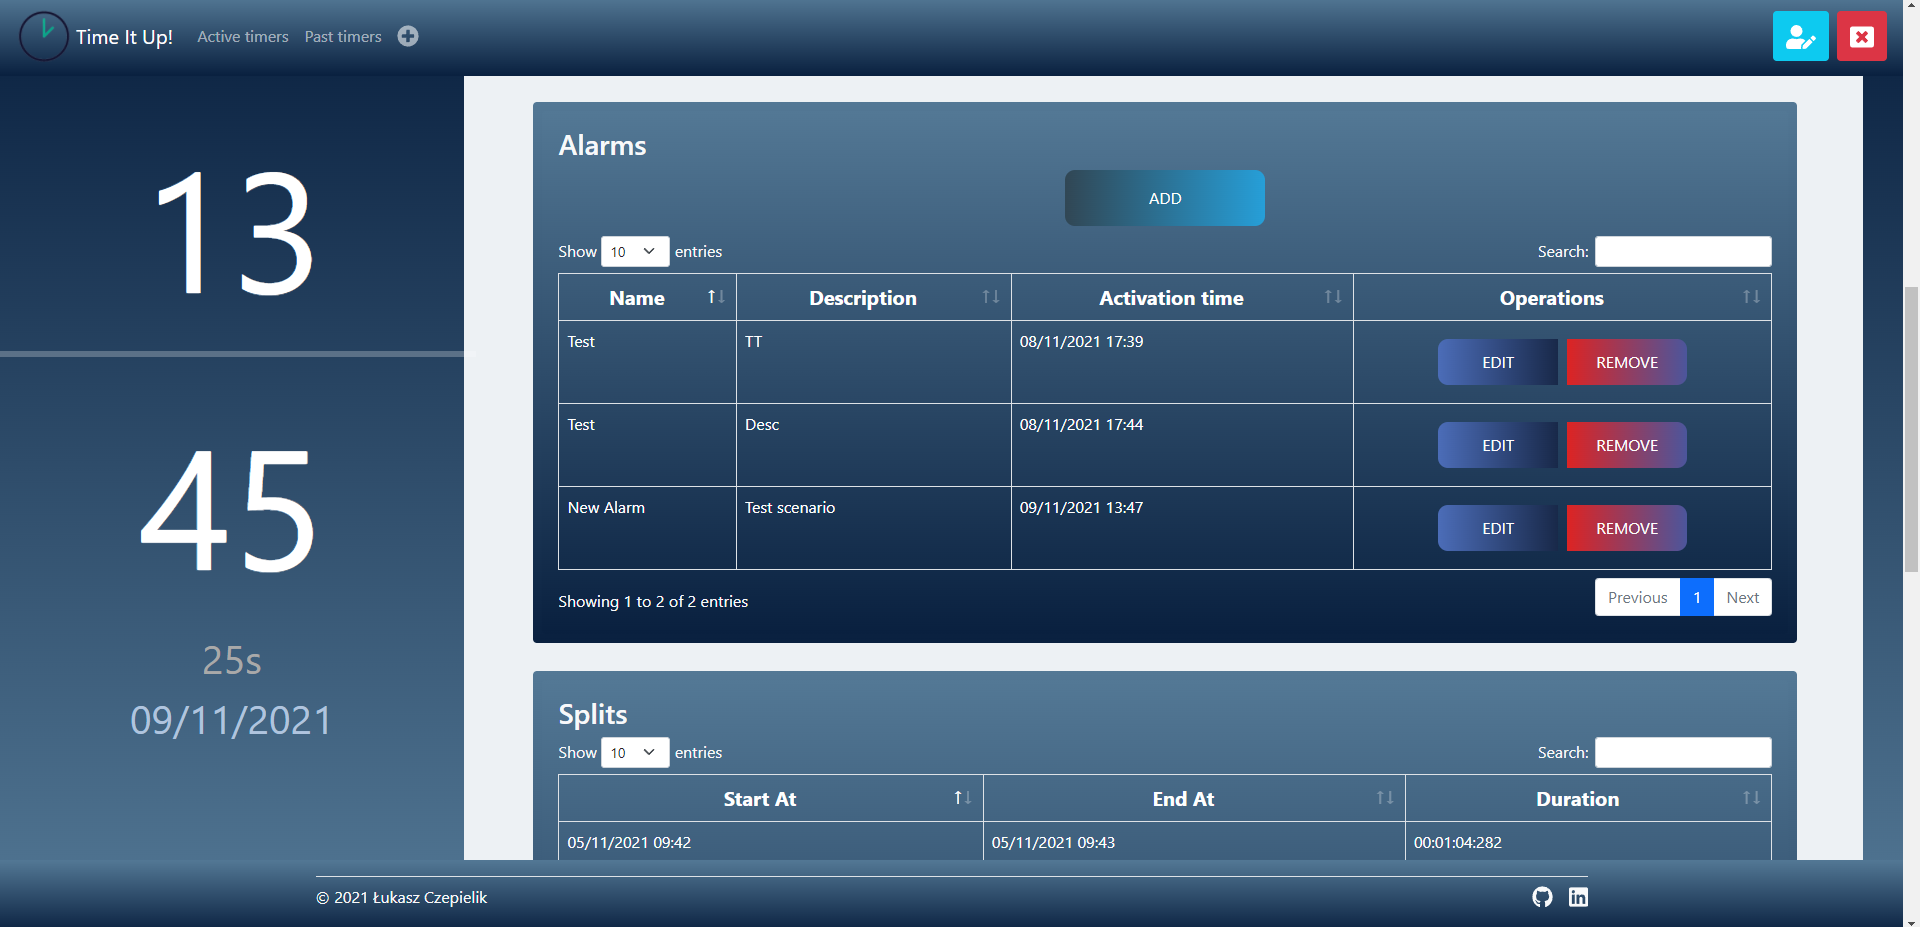 Time It Up! Active timers Past timers
13
45
25s
09/11/2021
Alarms
ADD
Show 10 entries Search:
Name Description Activation time Operations
Test TT 08/11/2021 17:39 EDIT REMOVE
Test Desc 08/11/2021 17:44 EDIT REMOVE
New Alarm Test scenario 09/11/2021 13:47 EDIT REMOVE
Showing 1 to 2 of 2 entries Previous 1 Next
Splits
Show 10 entries Search:
Start At End At Duration
05/11/2021 09:42 05/11/2021 09:43 00:01:04:282
© 2021 Łukasz Czepielik